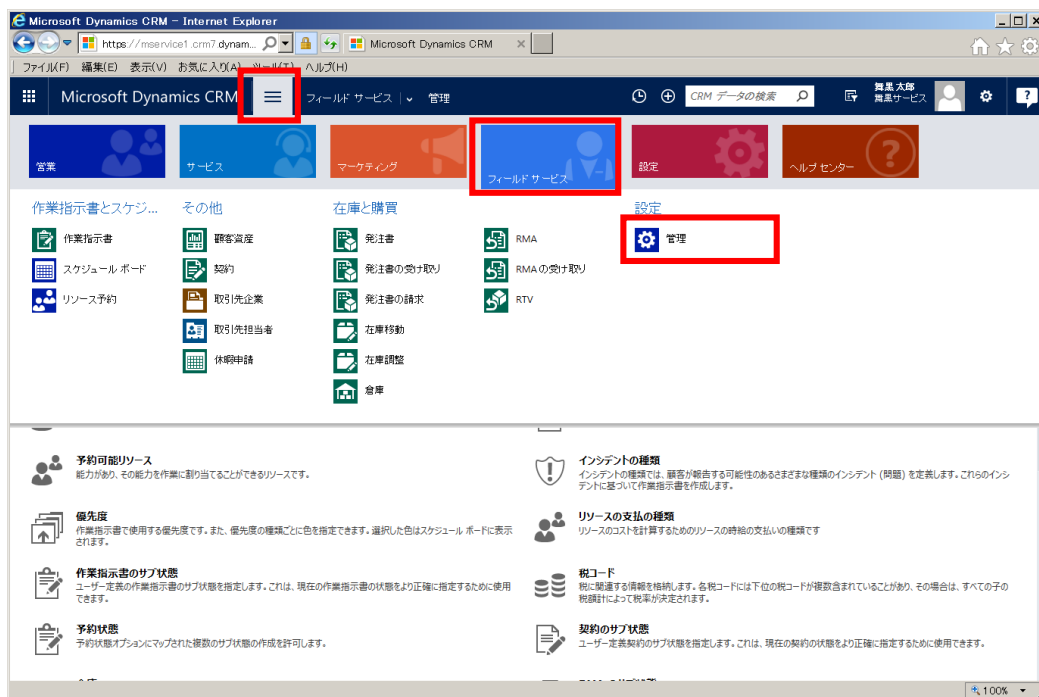 Microsoft Dynamics CRM - Internet Explorer
https://mservice1.crm7.dynam...
Microsoft Dynamics CRM
ファイル(F) 編集(E) 表示(V) お気に入り(A) ツール(T) ヘルプ(H)
Microsoft Dynamics CRM フィールド サービス 管理
CRM データの検索
舞黒 太郎
舞黒サービス
営業 サービス マーケティング フィールド サービス 設定 ヘルプ センター
作業指示書とスケジ... その他 在庫と購買 設定
作業指示書 顧客資産 発注書 RMA 管理
スケジュール ボード 契約 発注書の受け取り RMA の受け取り
リソース予約 取引先企業 発注書の請求 RTV
取引先担当者 在庫移動
休暇申請 在庫調整
倉庫
予約可能リソース
能力があり、その能力を作業に割り当てることができるリソースです。
インシデントの種類
インシデントの種類では、顧客が報告する可能性のあるさまざまな種類のインシデント (問題) を定義します。これらのインシ
デントに基づいて作業指示書を作成します。
優先度
作業指示書で使用する優先度です。また、優先度の種類ごとに色を指定できます。選択した色はスケジュール ボードに表示
されます。
リソースの支払の種類
リソースのコストを計算するためのリソースの時給の支払いの種類です
作業指示書のサブ状態
ユーザー定義の作業指示書のサブ状態を指定します。これは、現在の作業指示書の状態をより正確に指定するために使用
できます。
税コード
税に関連する情報を格納します。各税コードには下位の税コードが複数含まれていることがあり、その場合は、すべての子の
税額計によって税率が決定されます。
予約状態
予約状態オプションにマップされた複数のサブ状態の作成を許可します。
契約のサブ状態
ユーザー定義契約のサブ状態を指定します。これは、現在の契約の状態をより正確に指定するために使用できます。
100%